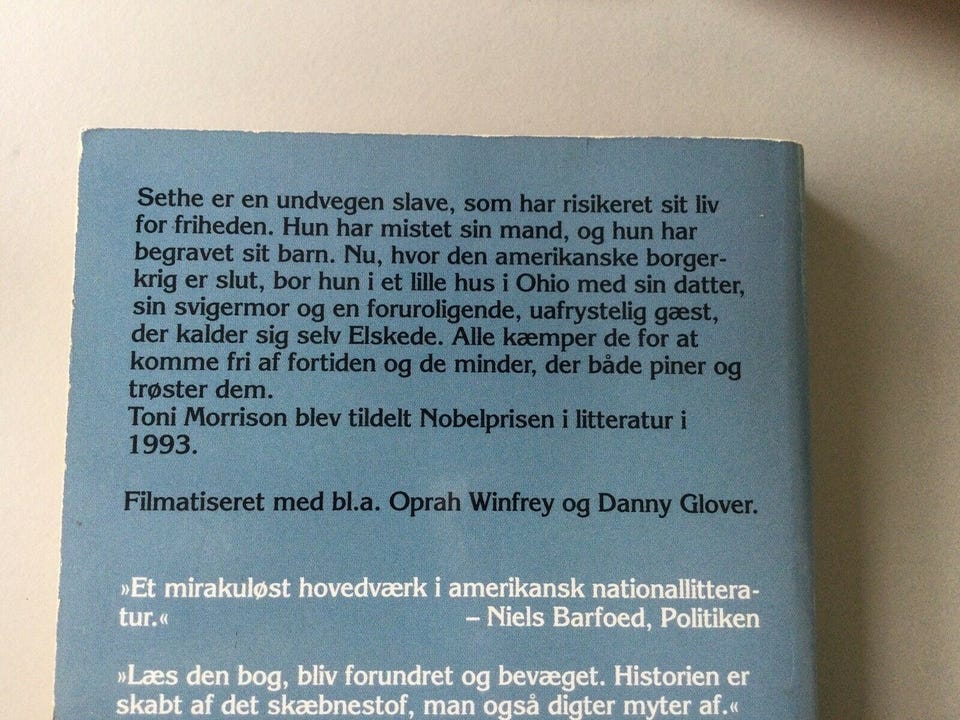 Sethe er en undvegen slave, som har risikeret sit liv
for friheden. Hun har mistet sin mand, og hun har
begravet sit barn. Nu, hvor den amerikanske borger-
krig er slut, bor hun i et lille hus i Ohio med sin datter,
sin svigermor og en foruroligende, uafrystelig gæst,
der kalder sig selv Elskede. Alle kæmper de for at
komme fri af fortiden og de minder, der både piner og
trøster dem.
Toni Morrison blev tildelt Nobelprisen i litteratur i
1993.
Filmatiseret med bl.a. Oprah Winfrey og Danny Glover.
»Et mirakuløst hovedværk i amerikansk nationallittera-
tur.« – Niels Barfoed, Politiken
»Læs den bog, bliv forundret og bevæget. Historien er
skabt af det skæbnestof, man også digter myter af.«